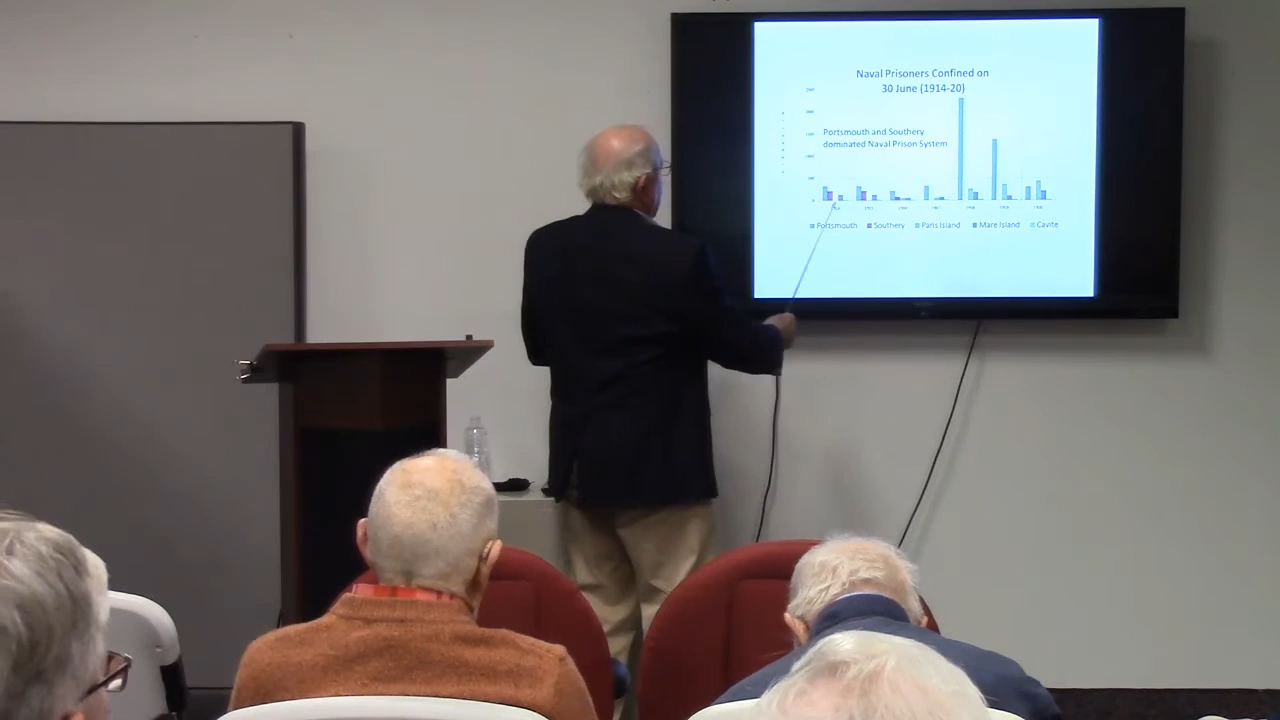 Naval Prisoners Confined on
30 June (1914-20)
Portsmouth and Southery
dominated Naval Prison System
Portsmouth Southery Paris Island Mare Island Cavite